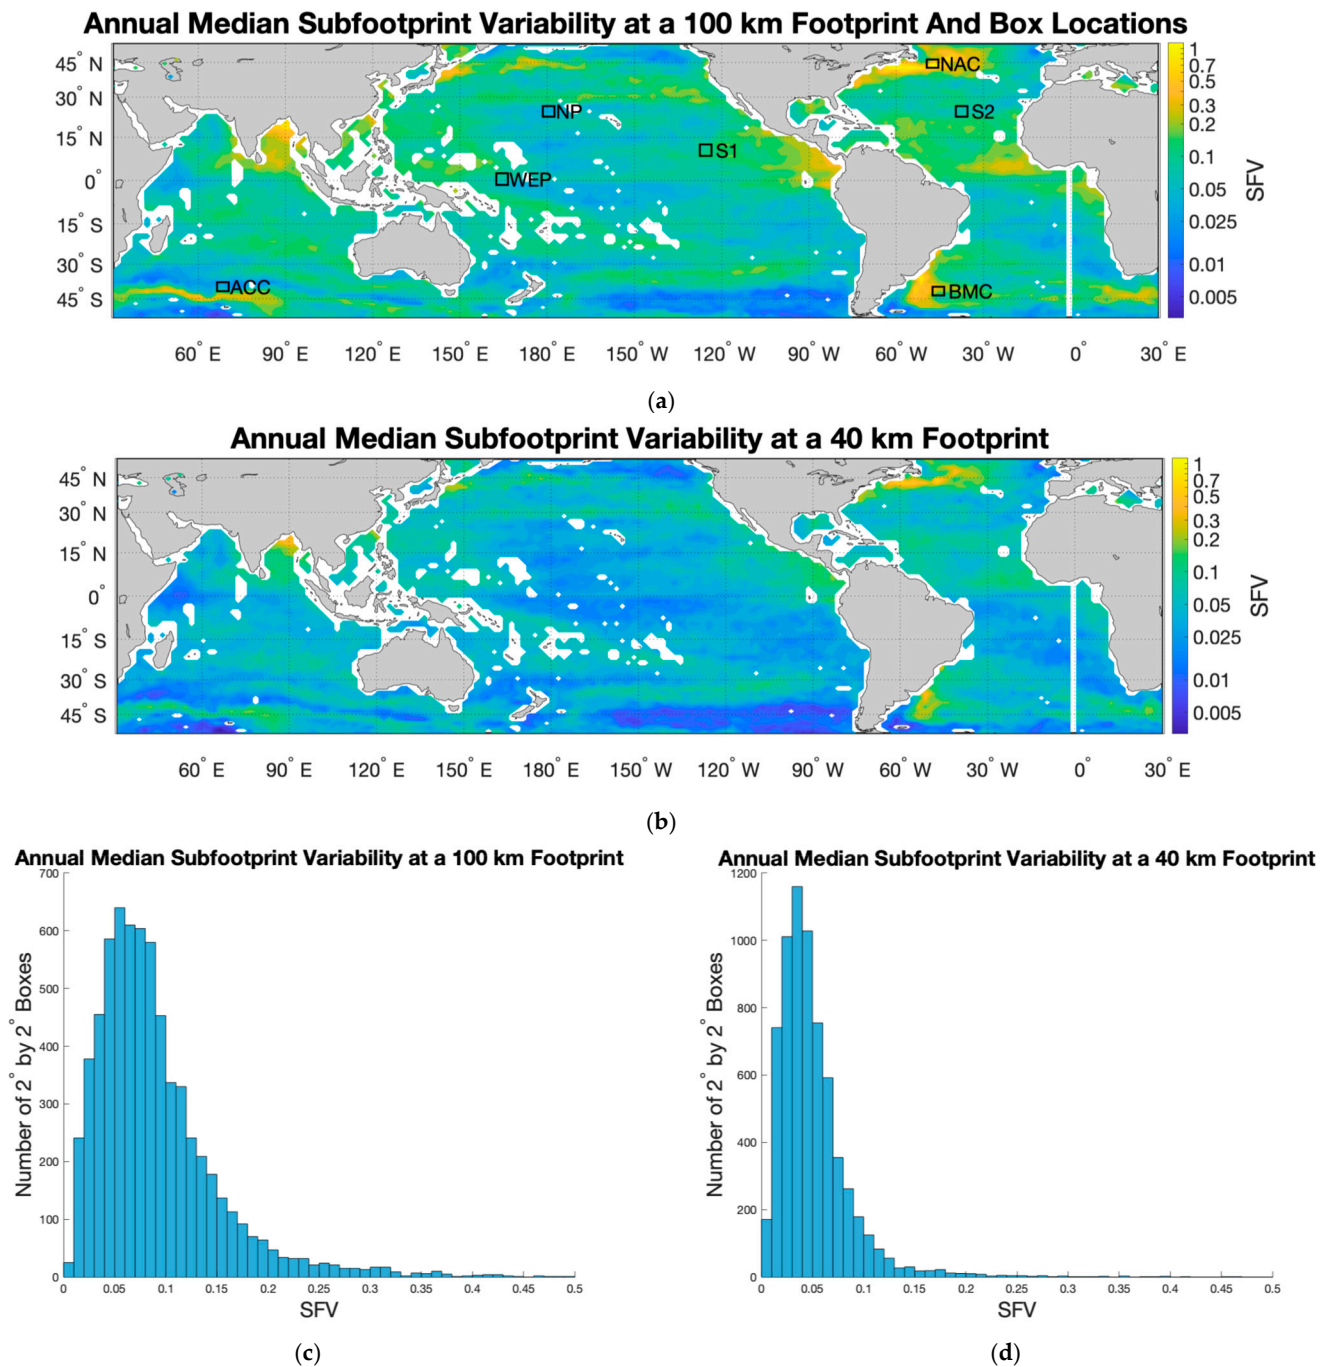 Annual Median Subfootprint Variability at a 100 km Footprint And Box Locations
45° N
30° N
15° N
0°
15° S
30° S
45° S
NAC
NP
S2
S1
WEP
ACC
BMC
60° E 90° E 120° E 150° E 180° E 150° W 120° W 90° W 60° W 30° W 0° 30° E
1
0.7
0.5
0.3
0.2
0.1
0.05
0.025
0.01
0.005
SFV
(a)
Annual Median Subfootprint Variability at a 40 km Footprint
45° N
30° N
15° N
0°
15° S
30° S
45° S
60° E 90° E 120° E 150° E 180° E 150° W 120° W 90° W 60° W 30° W 0° 30° E
1
0.7
0.5
0.3
0.2
0.1
0.05
0.025
0.01
0.005
SFV
(b)
Annual Median Subfootprint Variability at a 100 km Footprint
700
600
500
400
300
200
100
0
Number of 2° by 2° Boxes
0 0.05 0.1 0.15 0.2 0.25 0.3 0.35 0.4 0.45 0.5
SFV
(c)
Annual Median Subfootprint Variability at a 40 km Footprint
1200
1000
800
600
400
200
0
Number of 2° by 2° Boxes
0 0.05 0.1 0.15 0.2 0.25 0.3 0.35 0.4 0.45 0.5
SFV
(d)